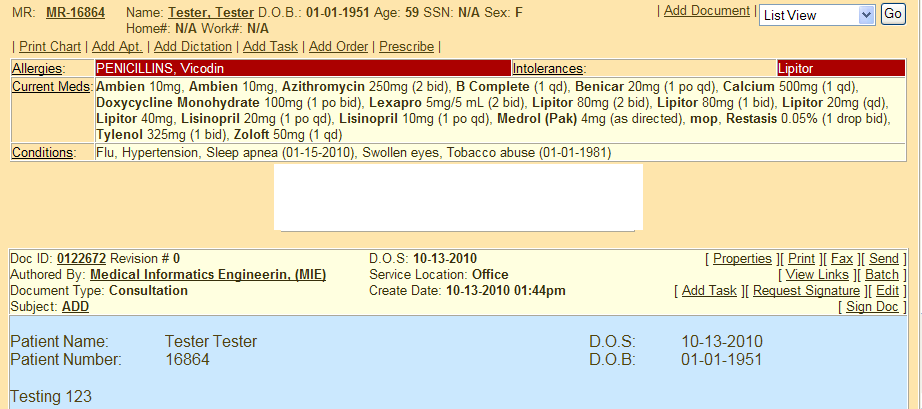 MR: MR-16864 Name: Tester, Tester D.O.B.: 01-01-1951 Age: 59 SSN: N/A Sex: F | Add Document | List View Go
Home#: N/A Work#: N/A
| Print Chart | Add Apt. | Add Dictation | Add Task | Add Order | Prescribe |
Allergies: PENICILLINS, Vicodin Intolerances: Lipitor
Current Meds: Ambien 10mg, Ambien 10mg, Azithromycin 250mg (2 bid), B Complete (1 qd), Benicar 20mg (1 po qd), Calcium 500mg (1 qd),
Doxycycline Monohydrate 100mg (1 po bid), Lexapro 5mg/5 mL (2 bid), Lipitor 80mg (2 bid), Lipitor 80mg (1 bid), Lipitor 20mg (qd),
Lipitor 40mg, Lisinopril 20mg (1 po qd), Lisinopril 10mg (1 po qd), Medrol (Pak) 4mg (as directed), mop, Restasis 0.05% (1 drop bid),
Tylenol 325mg (1 bid), Zoloft 50mg (1 qd)
Conditions: Flu, Hypertension, Sleep apnea (01-15-2010), Swollen eyes, Tobacco abuse (01-01-1981)
Doc ID: 0122672 Revision # 0 D.O.S: 10-13-2010 [ Properties ][ Print ][ Fax ][ Send ]
Authored By: Medical Informatics Engineerin, (MIE) Service Location: Office [ View Links ][ Batch ]
Document Type: Consultation Create Date: 10-13-2010 01:44pm [ Add Task ][ Request Signature ][ Edit ]
Subject: ADD [ Sign Doc ]
Patient Name: Tester Tester D.O.S: 10-13-2010
Patient Number: 16864 D.O.B: 01-01-1951
Testing 123